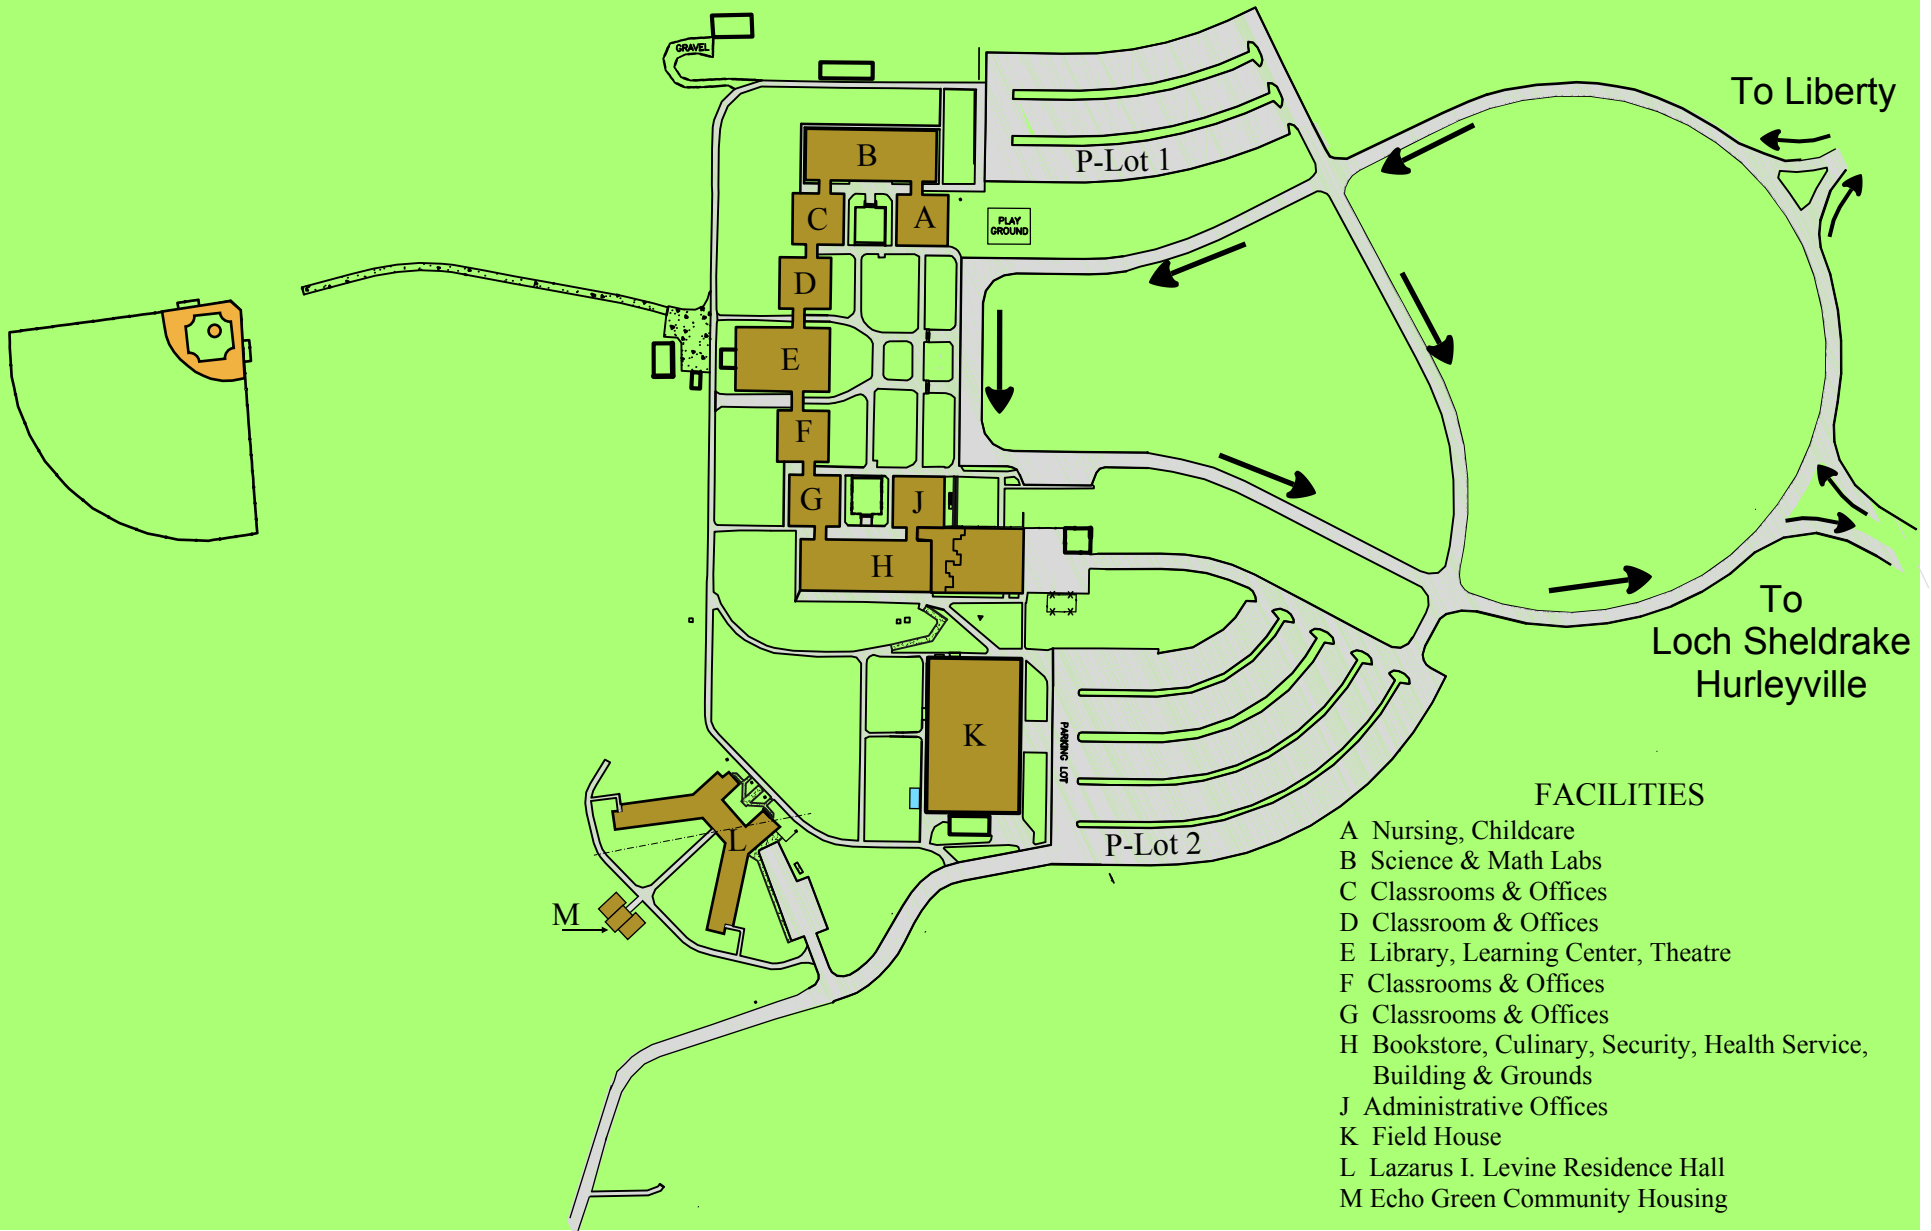 GRAVEL
To Liberty
B
P-Lot 1
C
A
PLAY
GROUND
D
E
F
G
J
H
To
Loch Sheldrake
Hurleyville
K
PARKING LOT
P-Lot 2
L
M
FACILITIES
A Nursing, Childcare
B Science & Math Labs
C Classrooms & Offices
D Classroom & Offices
E Library, Learning Center, Theatre
F Classrooms & Offices
G Classrooms & Offices
H Bookstore, Culinary, Security, Health Service,
Building & Grounds
J Administrative Offices
K Field House
L Lazarus I. Levine Residence Hall
M Echo Green Community Housing